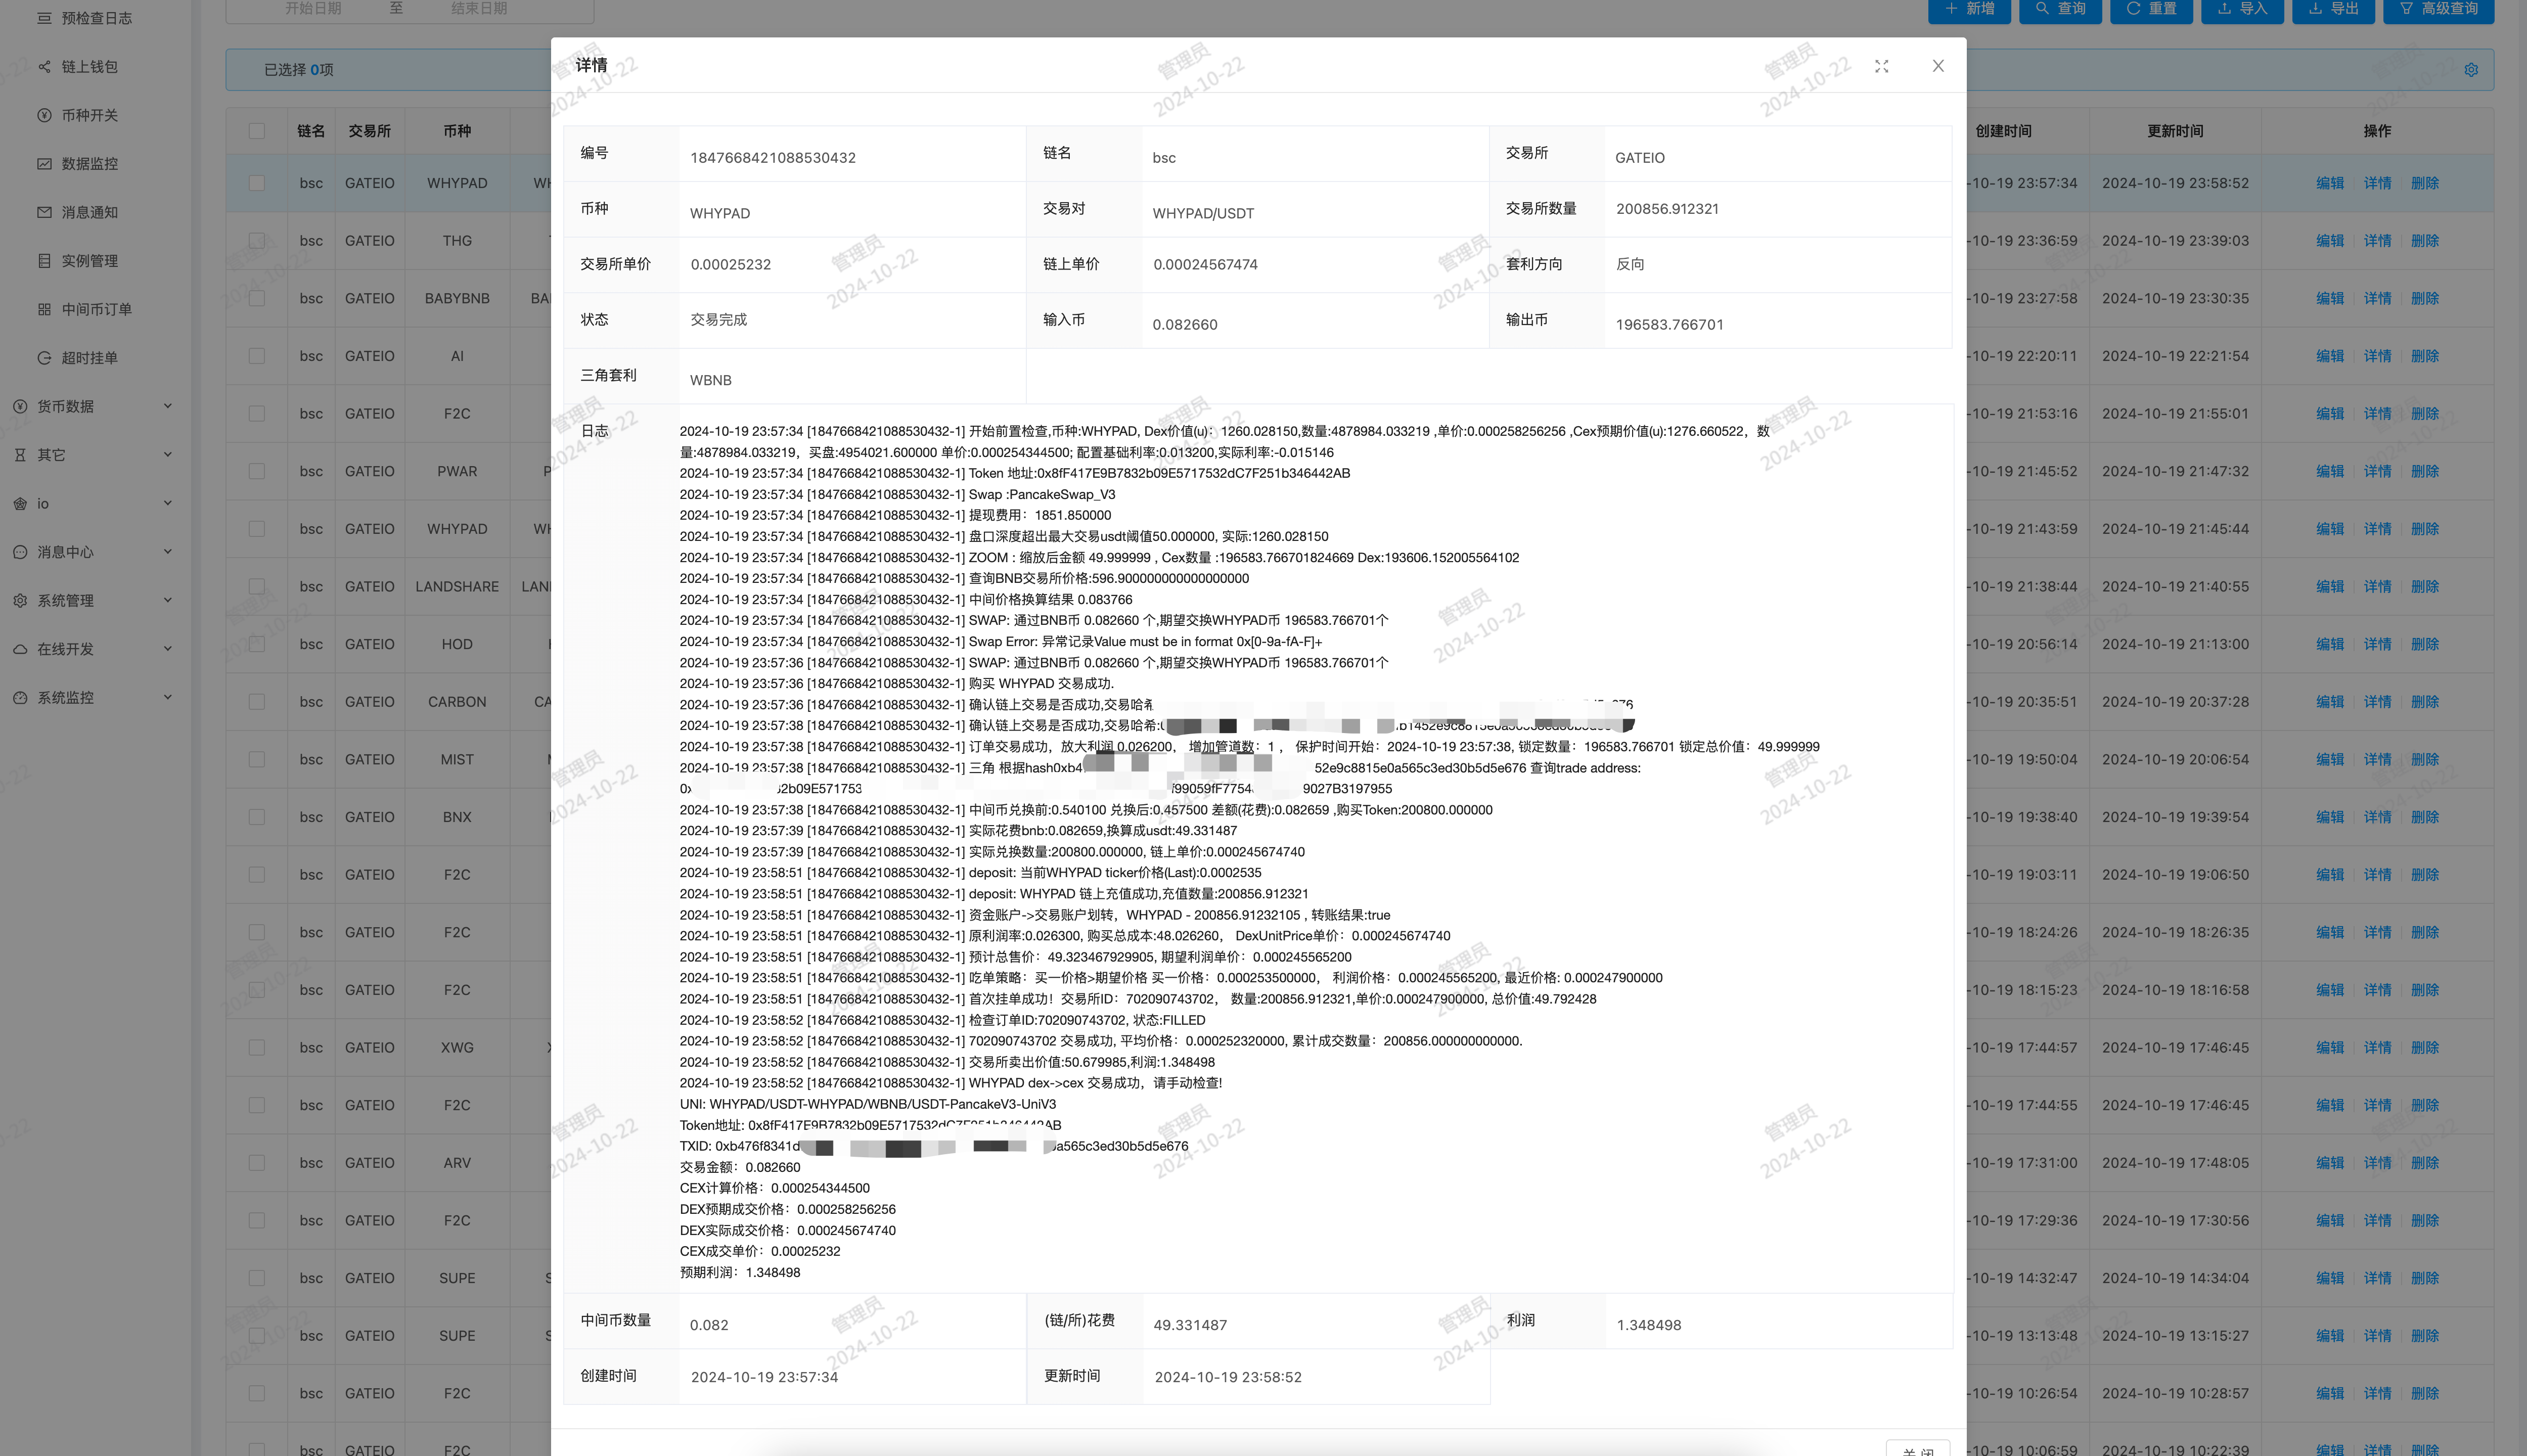 预检查日志
链上钱包
币种开关
数据监控
消息通知
实例管理
中间币订单
超时挂单
货币数据
其它
io
消息中心
系统管理
在线开发
系统监控
开始日期 至 结束日期
新增 查询 重置 导入 导出 高级查询
已选择 0项
链名 交易所 币种 创建时间 更新时间 操作
bsc GATEIO WHYPAD WH -10-19 23:57:34 2024-10-19 23:58:52 编辑 详情 删除
bsc GATEIO THG -10-19 23:36:59 2024-10-19 23:39:03 编辑 详情 删除
bsc GATEIO BABYBNB BAI -10-19 23:27:58 2024-10-19 23:30:35 编辑 详情 删除
bsc GATEIO AI -10-19 22:20:11 2024-10-19 22:21:54 编辑 详情 删除
bsc GATEIO F2C -10-19 21:53:16 2024-10-19 21:55:01 编辑 详情 删除
bsc GATEIO PWAR P -10-19 21:45:52 2024-10-19 21:47:32 编辑 详情 删除
bsc GATEIO WHYPAD WH -10-19 21:43:59 2024-10-19 21:45:44 编辑 详情 删除
bsc GATEIO LANDSHARE LAN -10-19 21:38:44 2024-10-19 21:40:55 编辑 详情 删除
bsc GATEIO HOD -10-19 20:56:14 2024-10-19 21:13:00 编辑 详情 删除
bsc GATEIO CARBON CA -10-19 20:35:51 2024-10-19 20:37:28 编辑 详情 删除
bsc GATEIO MIST -10-19 19:50:04 2024-10-19 20:06:54 编辑 详情 删除
bsc GATEIO BNX -10-19 19:38:40 2024-10-19 19:39:54 编辑 详情 删除
bsc GATEIO F2C -10-19 19:03:11 2024-10-19 19:06:50 编辑 详情 删除
bsc GATEIO F2C -10-19 18:24:26 2024-10-19 18:26:35 编辑 详情 删除
bsc GATEIO F2C -10-19 18:15:23 2024-10-19 18:16:58 编辑 详情 删除
bsc GATEIO XWG -10-19 17:44:57 2024-10-19 17:46:45 编辑 详情 删除
bsc GATEIO F2C -10-19 17:44:55 2024-10-19 17:46:45 编辑 详情 删除
bsc GATEIO ARV -10-19 17:31:00 2024-10-19 17:48:05 编辑 详情 删除
bsc GATEIO F2C -10-19 17:29:36 2024-10-19 17:30:56 编辑 详情 删除
bsc GATEIO SUPE S -10-19 14:32:47 2024-10-19 14:34:04 编辑 详情 删除
bsc GATEIO SUPE S -10-19 13:13:48 2024-10-19 13:15:27 编辑 详情 删除
bsc GATEIO F2C -10-19 10:26:54 2024-10-19 10:28:57 编辑 详情 删除
bsc GATEIO F2C -10-19 10:06:59 2024-10-19 10:22:39 编辑 详情 删除
详情
编号 1847668421088530432 链名 bsc 交易所 GATEIO
币种 WHYPAD 交易对 WHYPAD/USDT 交易所数量 200856.912321
交易所单价 0.00025232 链上单价 0.00024567474 套利方向 反向
状态 交易完成 输入币 0.082660 输出币 196583.766701
三角套利 WBNB
日志
2024-10-19 23:57:34 [1847668421088530432-1] 开始前置检查,币种:WHYPAD, Dex价值(u)：1260.028150,数量:4878984.033219 ,单价:0.000258256256 ,Cex预期价值(u):1276.660522，数
量:4878984.033219，买盘:4954021.600000 单价:0.000254344500; 配置基础利率:0.013200,实际利率:-0.015146
2024-10-19 23:57:34 [1847668421088530432-1] Token 地址:0x8fF417E9B7832b09E5717532dC7F251b346442AB
2024-10-19 23:57:34 [1847668421088530432-1] Swap :PancakeSwap_V3
2024-10-19 23:57:34 [1847668421088530432-1] 提现费用：1851.850000
2024-10-19 23:57:34 [1847668421088530432-1] 盘口深度超出最大交易usdt阈值50.000000, 实际:1260.028150
2024-10-19 23:57:34 [1847668421088530432-1] ZOOM : 缩放后金额 49.999999 , Cex数量 :196583.766701824669 Dex:193606.152005564102
2024-10-19 23:57:34 [1847668421088530432-1] 查询BNB交易所价格:596.900000000000000000
2024-10-19 23:57:34 [1847668421088530432-1] 中间价格换算结果 0.083766
2024-10-19 23:57:34 [1847668421088530432-1] SWAP: 通过BNB币 0.082660 个,期望交换WHYPAD币 196583.766701个
2024-10-19 23:57:34 [1847668421088530432-1] Swap Error: 异常记录Value must be in format 0x[0-9a-fA-F]+
2024-10-19 23:57:36 [1847668421088530432-1] SWAP: 通过BNB币 0.082660 个,期望交换WHYPAD币 196583.766701个
2024-10-19 23:57:36 [1847668421088530432-1] 购买 WHYPAD 交易成功.
2024-10-19 23:57:36 [1847668421088530432-1] 确认链上交易是否成功,交易哈希
2024-10-19 23:57:38 [1847668421088530432-1] 确认链上交易是否成功,交易哈希:
2024-10-19 23:57:38 [1847668421088530432-1] 订单交易成功，放大利润 0.026200， 增加管道数：1 ， 保护时间开始：2024-10-19 23:57:38, 锁定数量：196583.766701 锁定总价值：49.999999
2024-10-19 23:57:38 [1847668421088530432-1] 三角 根据hash0xb4 52e9c8815e0a565c3ed30b5d5e676 查询trade address:
2b09E571753 f99059fF7754 9027B3197955
2024-10-19 23:57:38 [1847668421088530432-1] 中间币兑换前:0.540100 兑换后:0.457500 差额(花费):0.082659 ,购买Token:200800.000000
2024-10-19 23:57:39 [1847668421088530432-1] 实际花费bnb:0.082659,换算成usdt:49.331487
2024-10-19 23:57:39 [1847668421088530432-1] 实际兑换数量:200800.000000, 链上单价:0.000245674740
2024-10-19 23:58:51 [1847668421088530432-1] deposit: 当前WHYPAD ticker价格(Last):0.0002535
2024-10-19 23:58:51 [1847668421088530432-1] deposit: WHYPAD 链上充值成功,充值数量:200856.912321
2024-10-19 23:58:51 [1847668421088530432-1] 资金账户->交易账户划转，WHYPAD - 200856.91232105 , 转账结果:true
2024-10-19 23:58:51 [1847668421088530432-1] 原利润率:0.026300, 购买总成本:48.026260， DexUnitPrice单价：0.000245674740
2024-10-19 23:58:51 [1847668421088530432-1] 预计总售价：49.323467929905, 期望利润单价：0.000245565200
2024-10-19 23:58:51 [1847668421088530432-1] 吃单策略：买一价格>期望价格 买一价格：0.000253500000， 利润价格：0.000245565200, 最近价格: 0.000247900000
2024-10-19 23:58:51 [1847668421088530432-1] 首次挂单成功！交易所ID：702090743702， 数量:200856.912321,单价:0.000247900000, 总价值:49.792428
2024-10-19 23:58:52 [1847668421088530432-1] 检查订单ID:702090743702, 状态:FILLED
2024-10-19 23:58:52 [1847668421088530432-1] 702090743702 交易成功, 平均价格：0.000252320000, 累计成交数量：200856.000000000000.
2024-10-19 23:58:52 [1847668421088530432-1] 交易所卖出价值:50.679985,利润:1.348498
2024-10-19 23:58:52 [1847668421088530432-1] WHYPAD dex->cex 交易成功，请手动检查!
UNI: WHYPAD/USDT-WHYPAD/WBNB/USDT-PancakeV3-UniV3
Token地址: 0x8fF417E9B7832b09E5717532dC7F251b346442AB
TXID: 0xb476f8341d a565c3ed30b5d5e676
交易金额：0.082660
CEX计算价格：0.000254344500
DEX预期成交价格：0.000258256256
DEX实际成交价格：0.000245674740
CEX成交单价：0.00025232
预期利润：1.348498
中间币数量 0.082 (链/所)花费 49.331487 利润 1.348498
创建时间 2024-10-19 23:57:34 更新时间 2024-10-19 23:58:52
关 闭
管理员
2024-10-22